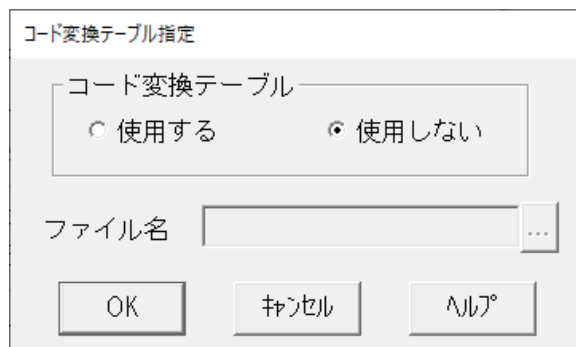 ｺｰﾄﾞ変換テーブル指定
コード変換テーブル
使用する 使用しない
ファイル名 ...
OK ｷｬﾝｾﾙ ﾍﾙﾌﾟ